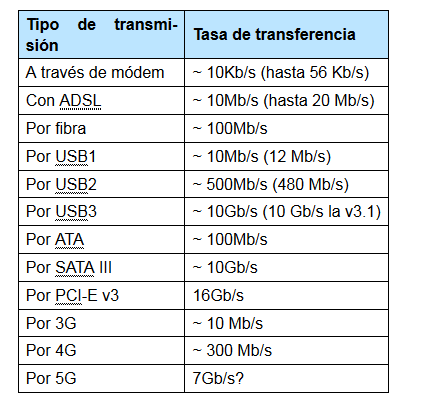 Tipo de transmi-
sión
Tasa de transferencia
A través de módem ~ 10Kb/s (hasta 56 Kb/s)
Con ADSL ~ 10Mb/s (hasta 20 Mb/s)
Por fibra ~ 100Mb/s
Por USB1 ~ 10Mb/s (12 Mb/s)
Por USB2 ~ 500Mb/s (480 Mb/s)
Por USB3 ~ 10Gb/s (10 Gb/s la v3.1)
Por ATA ~ 100Mb/s
Por SATA III ~ 10Gb/s
Por PCI-E v3 16Gb/s
Por 3G ~ 10 Mb/s
Por 4G ~ 300 Mb/s
Por 5G 7Gb/s?